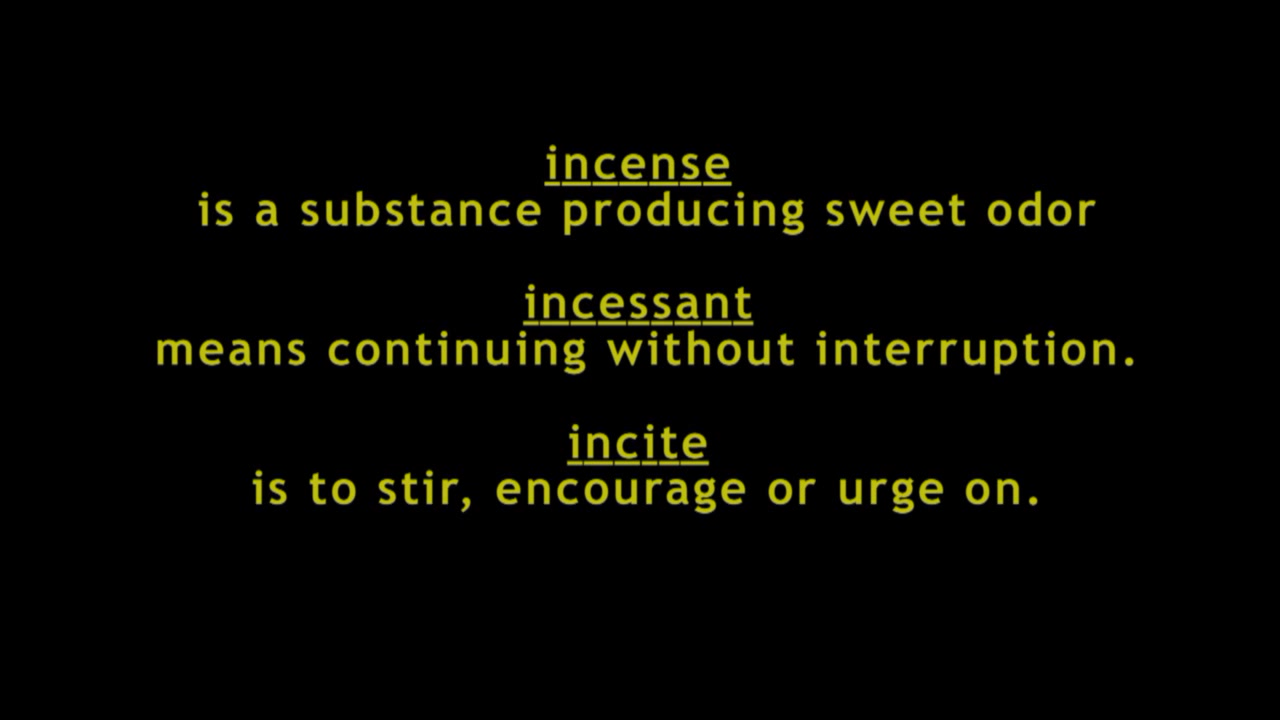 incense
is a substance producing sweet odor
incessant
means continuing without interruption.
incite
is to stir, encourage or urge on.